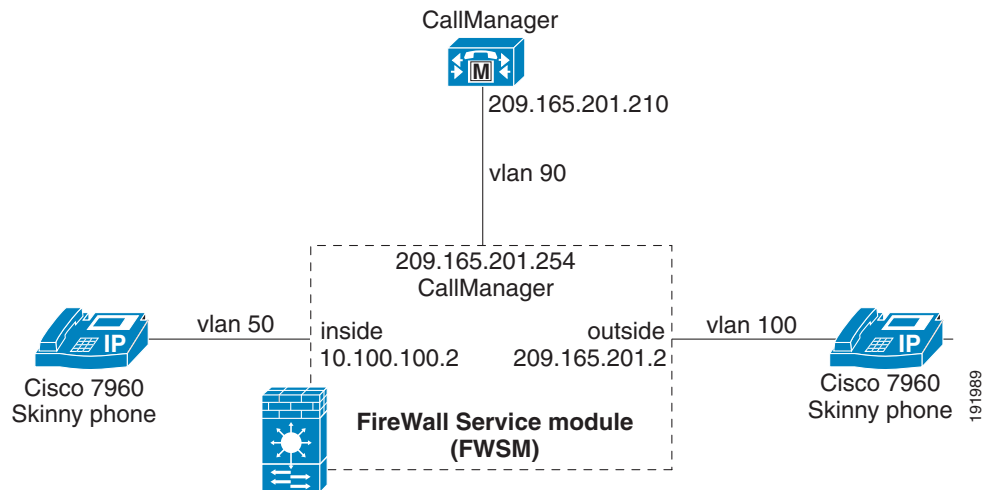 CallManager
M
209.165.201.210
vlan 90
209.165.201.254
CallManager
vlan 50
inside
10.100.100.2
outside
209.165.201.2
vlan 100
IP
Cisco 7960
Skinny phone
IP
Cisco 7960
Skinny phone
FireWall Service module
(FWSM)
191989